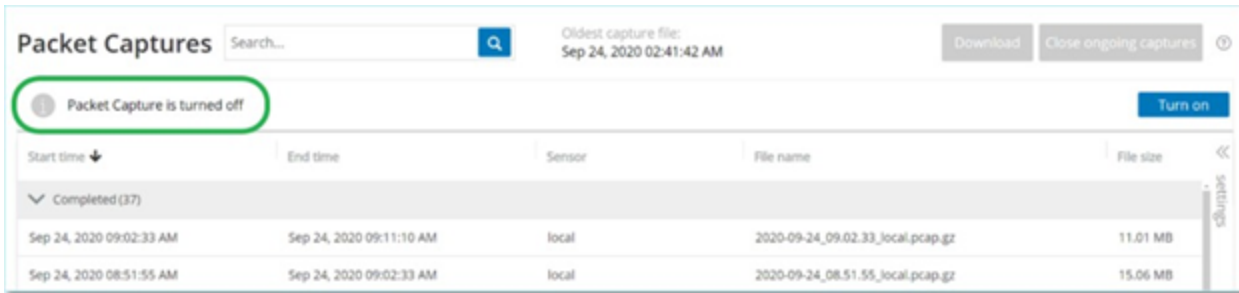 Packet Captures Search... Oldest capture file: Download Close ongoing captures
Sep 24, 2020 02:41:42 AM
Packet Capture is turned off Turn on
Start time End time Sensor File name File size
settings
Completed (37)
Sep 24, 2020 09:02:33 AM Sep 24, 2020 09:11:10 AM local 2020-09-24_09.02.33_local.pcap.gz 11.01 MB
Sep 24, 2020 08:51:55 AM Sep 24, 2020 09:02:33 AM local 2020-09-24_08.51.55_local.pcap.gz 15.06 MB